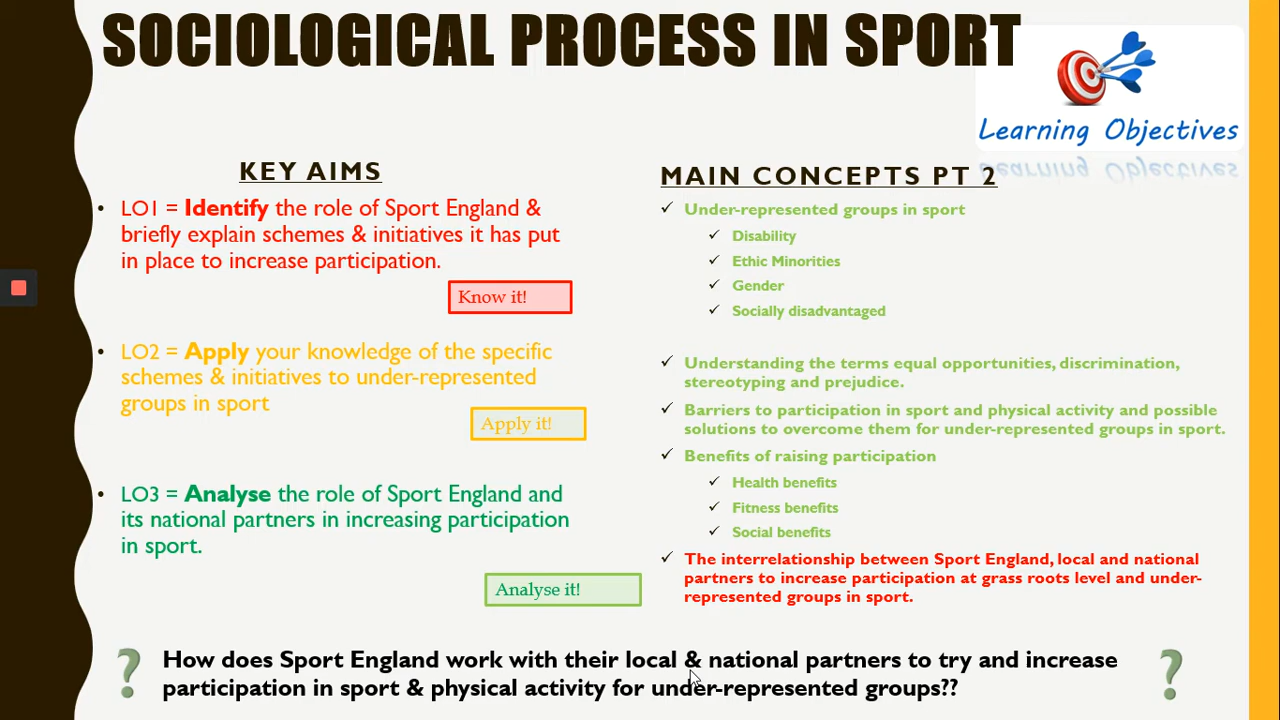 SOCIOLOGICAL PROCESS IN SPORT
Learning Objectives
KEY AIMS
• LO1 = Identify the role of Sport England &
briefly explain schemes & initiatives it has put
in place to increase participation.
Know it!
• LO2 = Apply your knowledge of the specific
schemes & initiatives to under-represented
groups in sport
Apply it!
• LO3 = Analyse the role of Sport England and
its national partners in increasing participation
in sport.
Analyse it!
MAIN CONCEPTS PT 2
✓ Under-represented groups in sport
✓ Disability
✓ Ethic Minorities
✓ Gender
✓ Socially disadvantaged
✓ Understanding the terms equal opportunities, discrimination,
stereotyping and prejudice.
✓ Barriers to participation in sport and physical activity and possible
solutions to overcome them for under-represented groups in sport.
✓ Benefits of raising participation
✓ Health benefits
✓ Fitness benefits
✓ Social benefits
✓ The interrelationship between Sport England, local and national
partners to increase participation at grass roots level and under-
represented groups in sport.
? How does Sport England work with their local & national partners to try and increase ?
participation in sport & physical activity for under-represented groups??